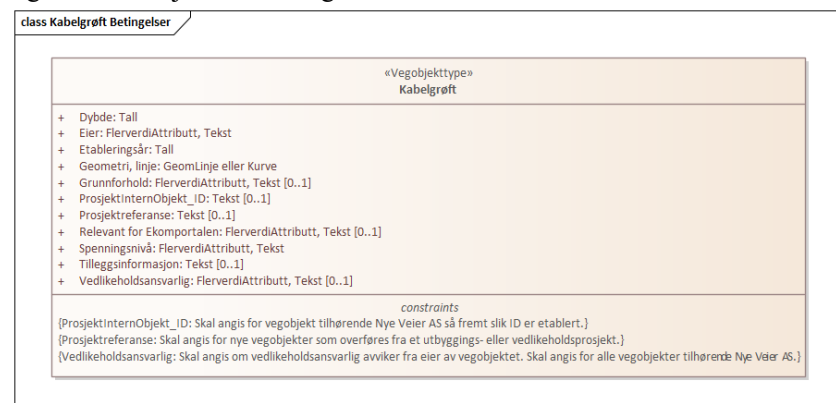 class Kabelgrøft Betingelser
«Vegobjekttype»
Kabelgrøft
+ Dybde: Tall
+ Eier: FlerverdiAttributt, Tekst
+ Etableringsår: Tall
+ Geometri, linje: GeomLinje eller Kurve
+ Grunnforhold: FlerverdiAttributt, Tekst [0..1]
+ ProsjektInternObjekt_ID: Tekst [0..1]
+ Prosjektreferanse: Tekst [0..1]
+ Relevant for Ekomportalen: FlerverdiAttributt, Tekst [0..1]
+ Spenningsnivå: FlerverdiAttributt, Tekst
+ Tilleggsinformasjon: Tekst [0..1]
+ Vedlikeholdsansvarlig: FlerverdiAttributt, Tekst [0..1]
constraints
{ProsjektInternObjekt_ID: Skal angis for vegobjekt tilhørende Nye Veier AS så fremt slik ID er etablert.}
{Prosjektreferanse: Skal angis for nye vegobjekter som overføres fra et utbyggings- eller vedlikeholdsprosjekt.}
{Vedlikeholdsansvarlig: Skal angis om vedlikeholdsansvarlig avviker fra eier av vegobjektet. Skal angis for alle vegobjekter tilhørende Nye Veier AS.}